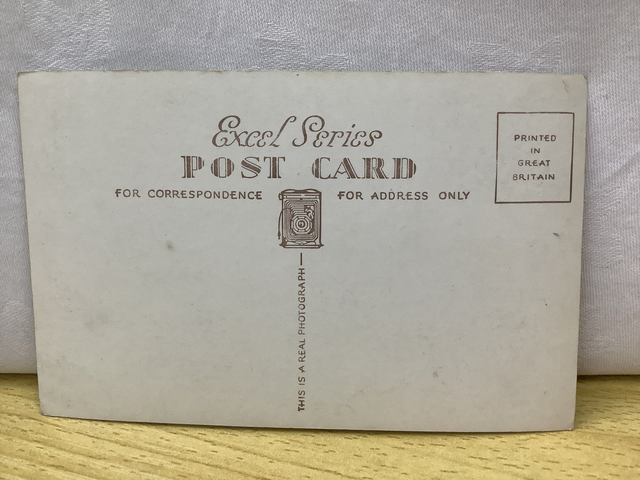 Excel Series
POST CARD
FOR CORRESPONDENCE
FOR ADDRESS ONLY
PRINTED
IN
GREAT
BRITAIN
THIS IS A REAL PHOTOGRAPH